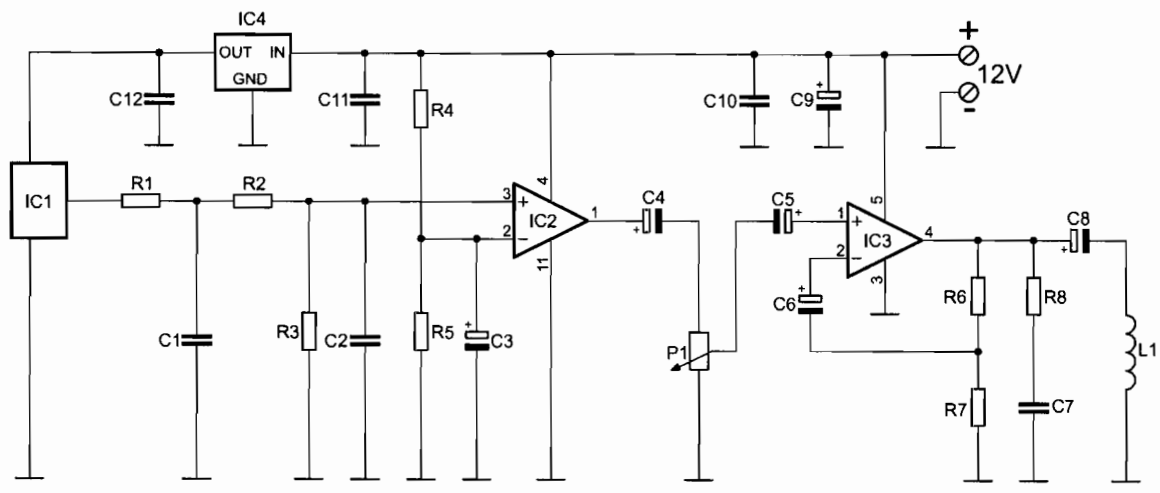 IC4
OUT IN
GND
+
12V
-
C12
C11
R4
C10
+
C9
IC1
R1
R2
3
+
4
IC2
1
2
-
11
C4
+
C5
+
1
+
5
IC3
4
2
-
3
C8
+
C1
R3
C2
R5
+
C3
P1
+
C6
R6
R8
L1
R7
C7